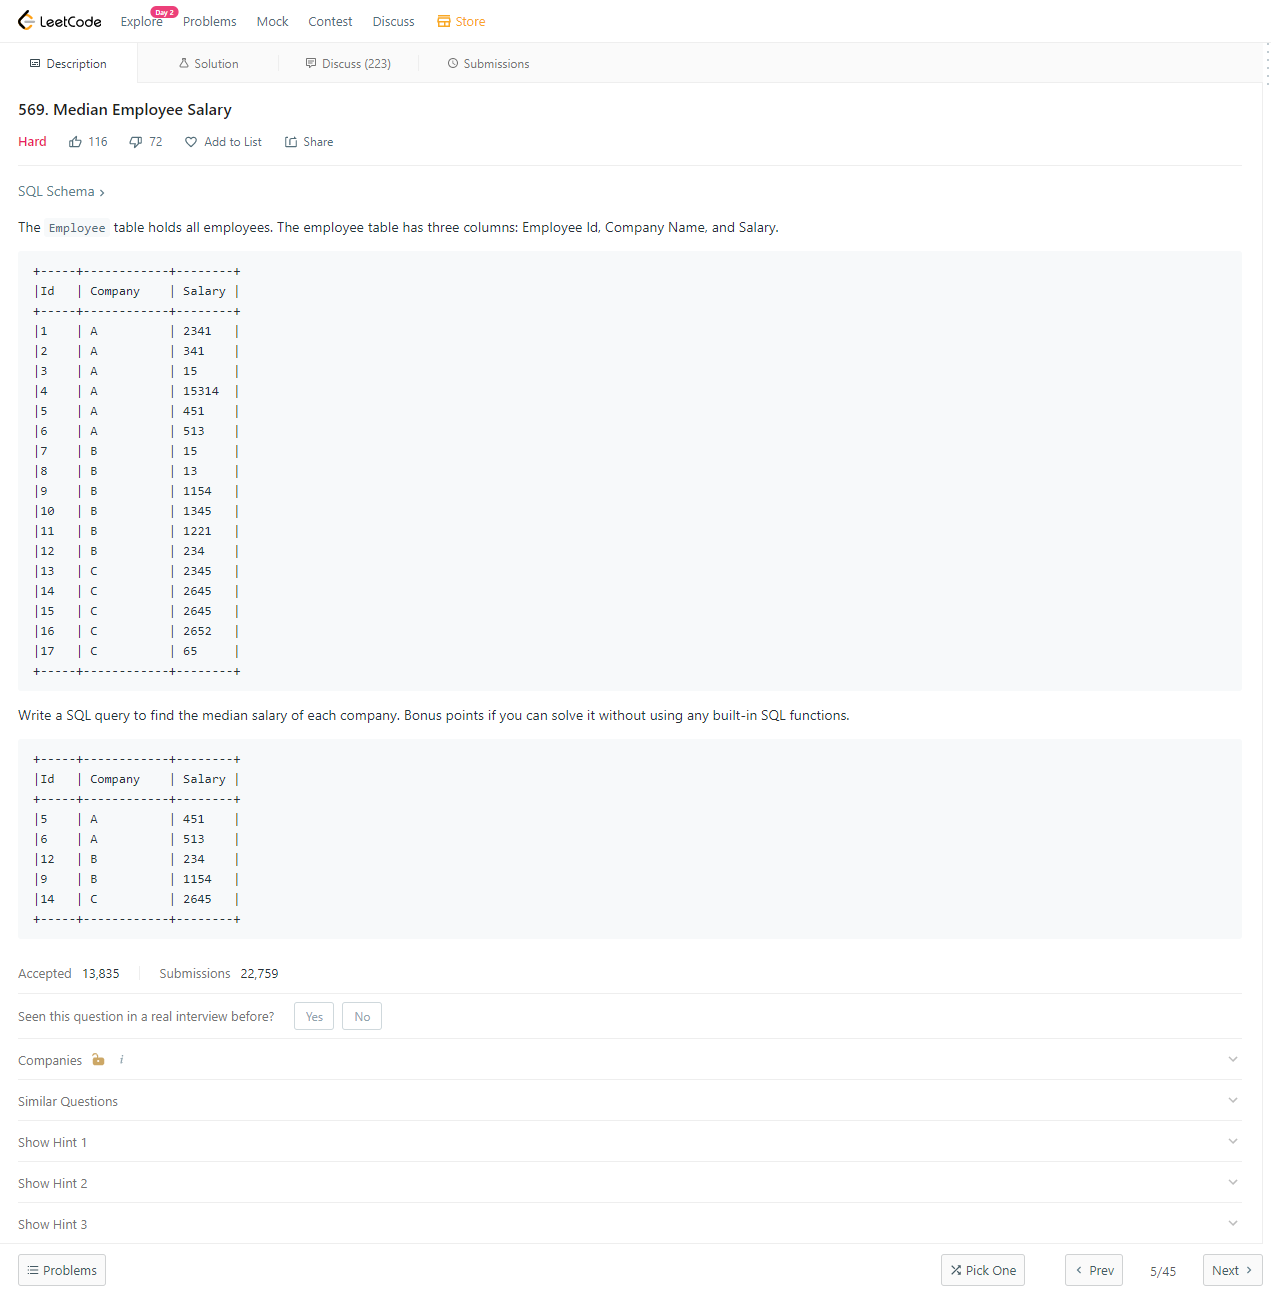 LeetCode Explore Day 2 Problems Mock Contest Discuss Store
Description Solution Discuss (223) Submissions
569. Median Employee Salary
Hard 116 72 Add to List Share
SQL Schema ›
The Employee table holds all employees. The employee table has three columns: Employee Id, Company Name, and Salary.
+-----+------------+--------+
|Id   | Company    | Salary |
+-----+------------+--------+
|1    | A          | 2341   |
|2    | A          | 341    |
|3    | A          | 15     |
|4    | A          | 15314  |
|5    | A          | 451    |
|6    | A          | 513    |
|7    | B          | 15     |
|8    | B          | 13     |
|9    | B          | 1154   |
|10   | B          | 1345   |
|11   | B          | 1221   |
|12   | B          | 234    |
|13   | C          | 2345   |
|14   | C          | 2645   |
|15   | C          | 2645   |
|16   | C          | 2652   |
|17   | C          | 65     |
+-----+------------+--------+
Write a SQL query to find the median salary of each company. Bonus points if you can solve it without using any built-in SQL functions.
+-----+------------+--------+
|Id   | Company    | Salary |
+-----+------------+--------+
|5    | A          | 451    |
|6    | A          | 513    |
|12   | B          | 234    |
|9    | B          | 1154   |
|14   | C          | 2645   |
+-----+------------+--------+
Accepted 13,835 Submissions 22,759
Seen this question in a real interview before? Yes No
Companies i
Similar Questions
Show Hint 1
Show Hint 2
Show Hint 3
Problems Pick One ‹ Prev 5/45 Next ›